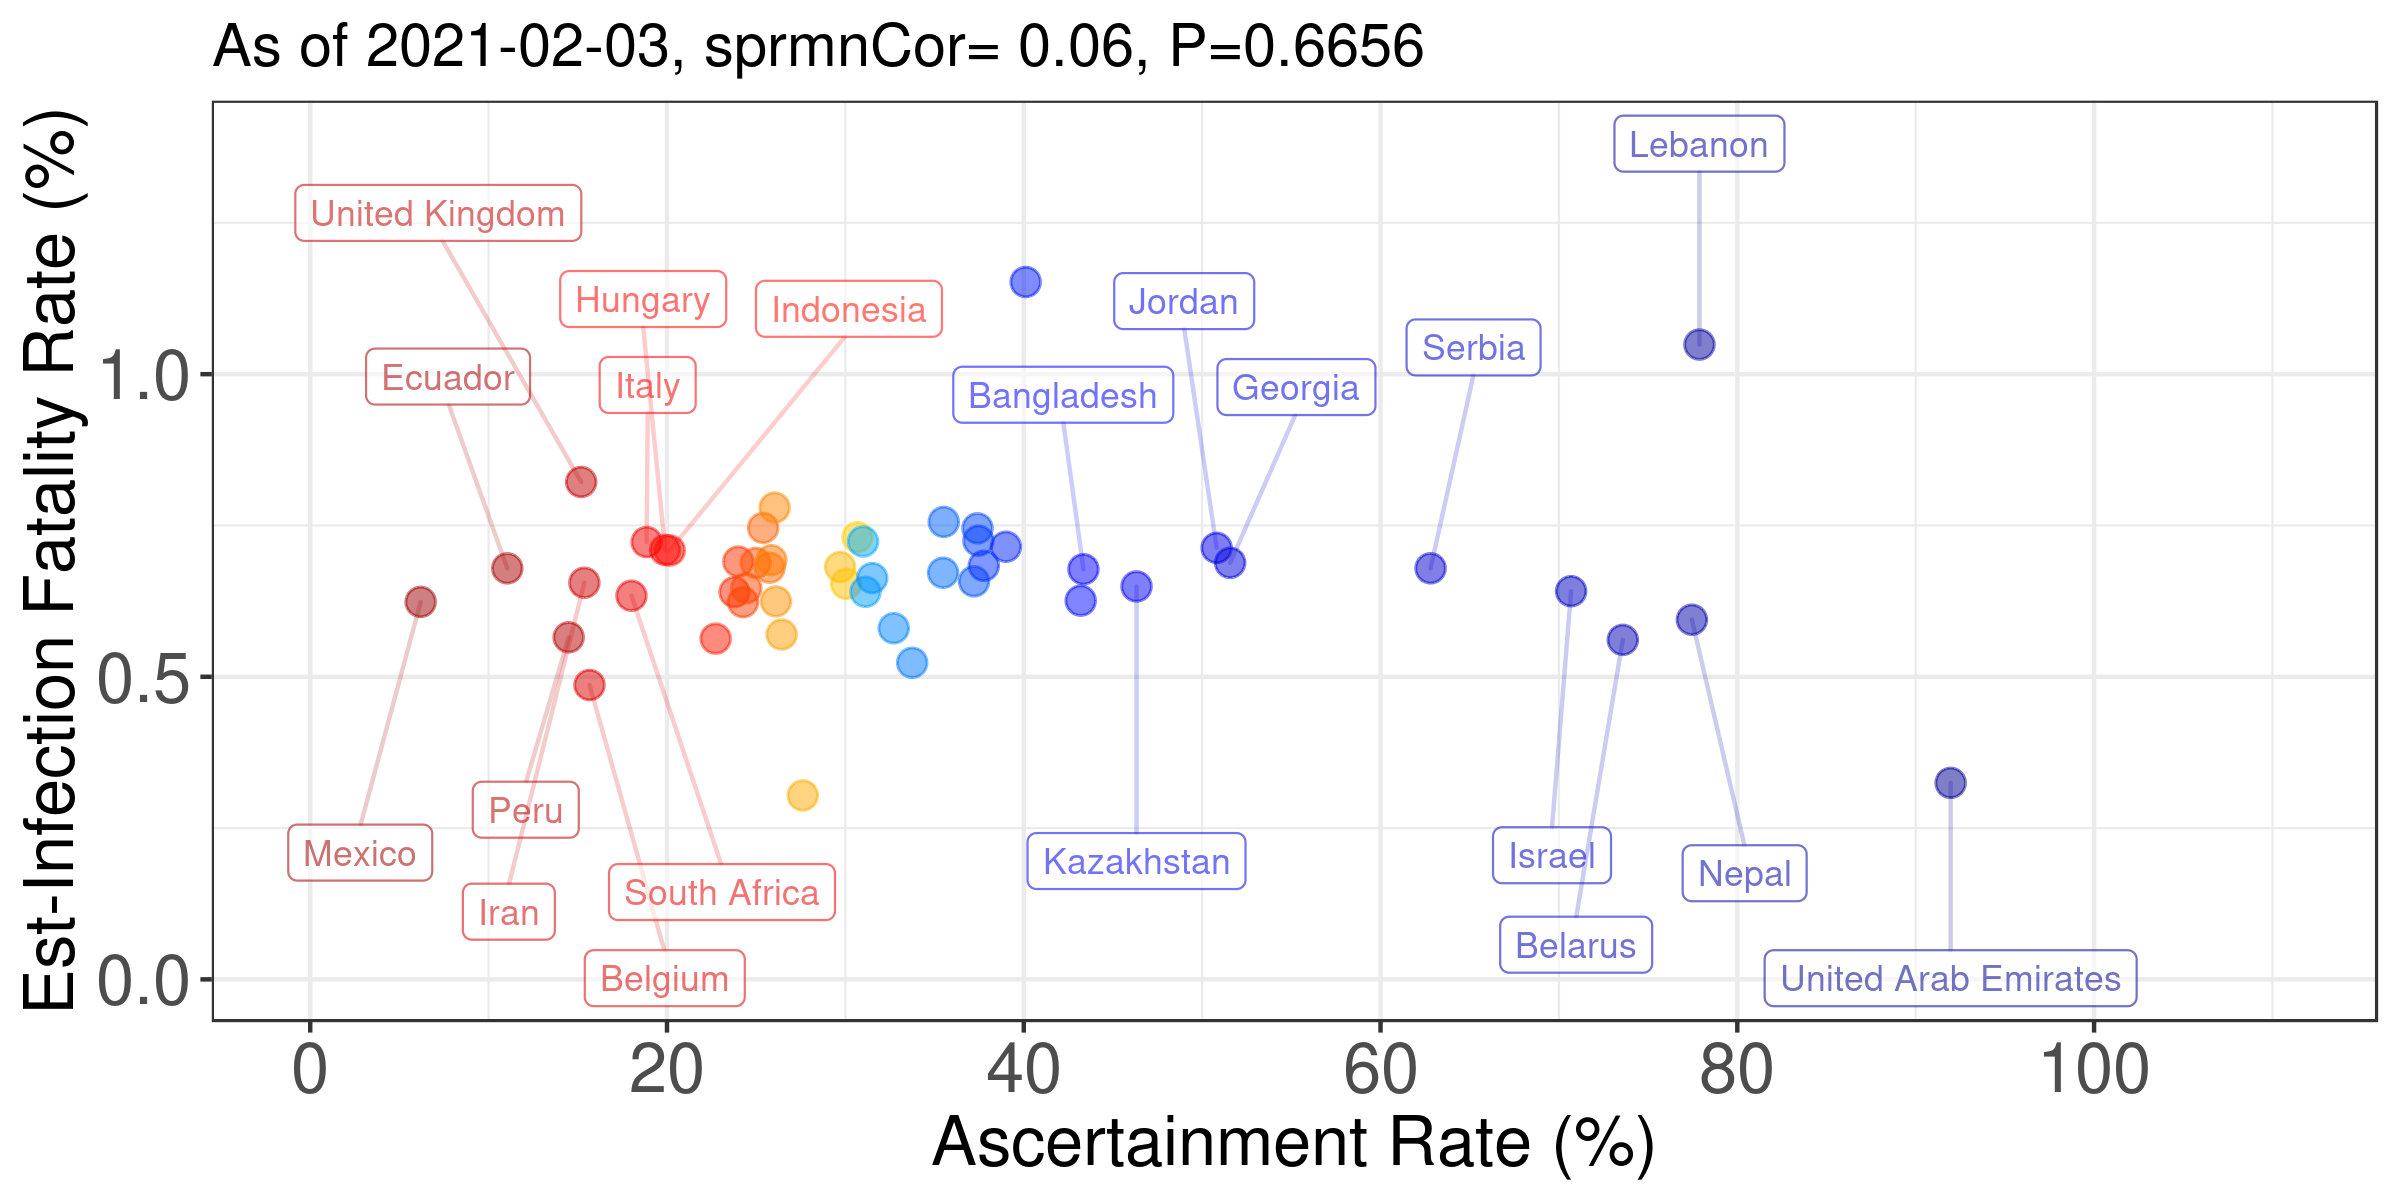 As of 2021-02-03, sprmnCor= 0.06, P=0.6656
Est-Infection Fatality Rate (%)
1.0
0.5
0.0
Lebanon
United Kingdom
Hungary
Indonesia
Jordan
Serbia
Ecuador
Italy
Bangladesh
Georgia
Peru
Mexico
Iran
South Africa
Belgium
Kazakhstan
Israel
Nepal
Belarus
United Arab Emirates
0 20 40 60 80 100
Ascertainment Rate (%)